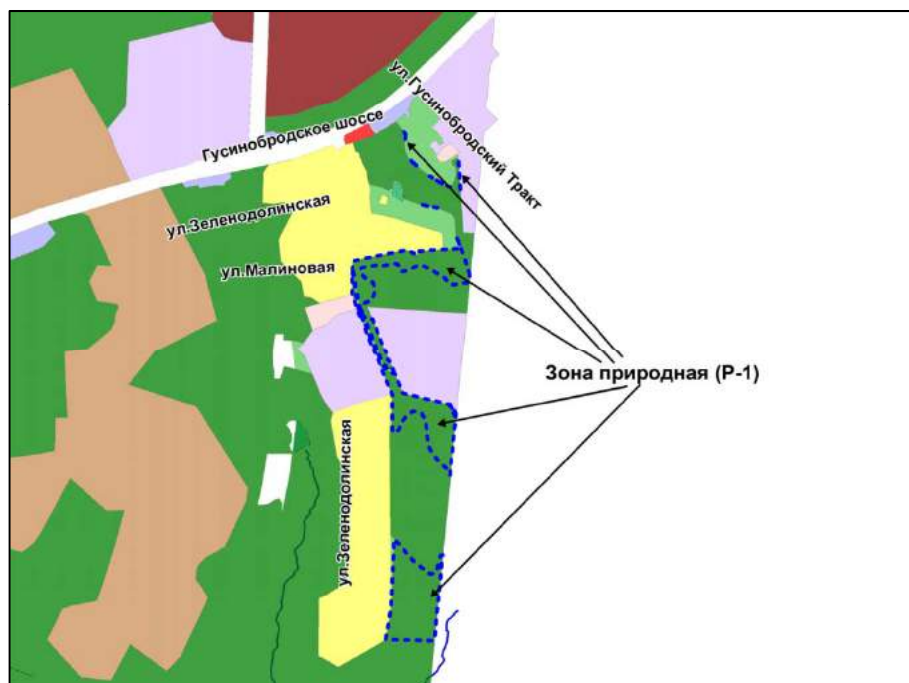 ул.Гусинобродский Тракт
Гусинобродское шоссе
ул.Зеленодолинская
ул.Малиновая
Зона природная (Р-1)
ул.Зеленодолинская